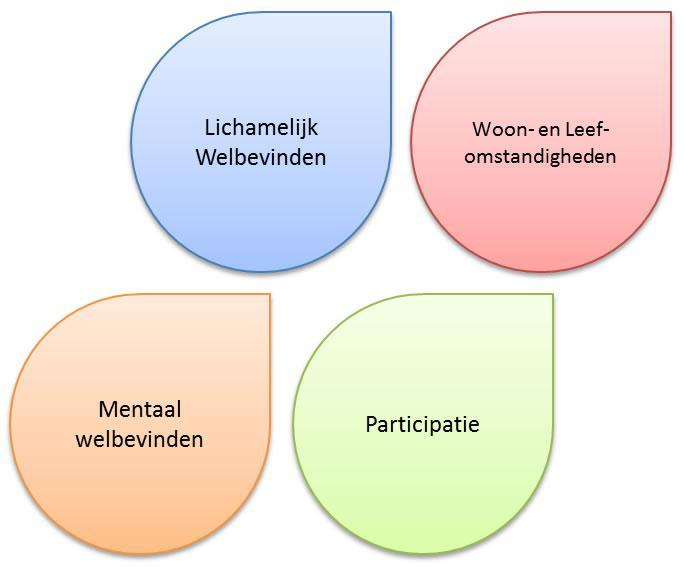 Lichamelijk
Welbevinden
Woon- en Leef-
omstandigheden
Mentaal
welbevinden
Participatie